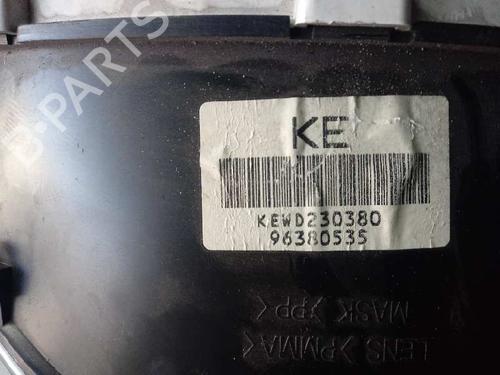 B-PARTS
KE
KEWD230380
96380535
MASK >PP<
LENS >PMMA<